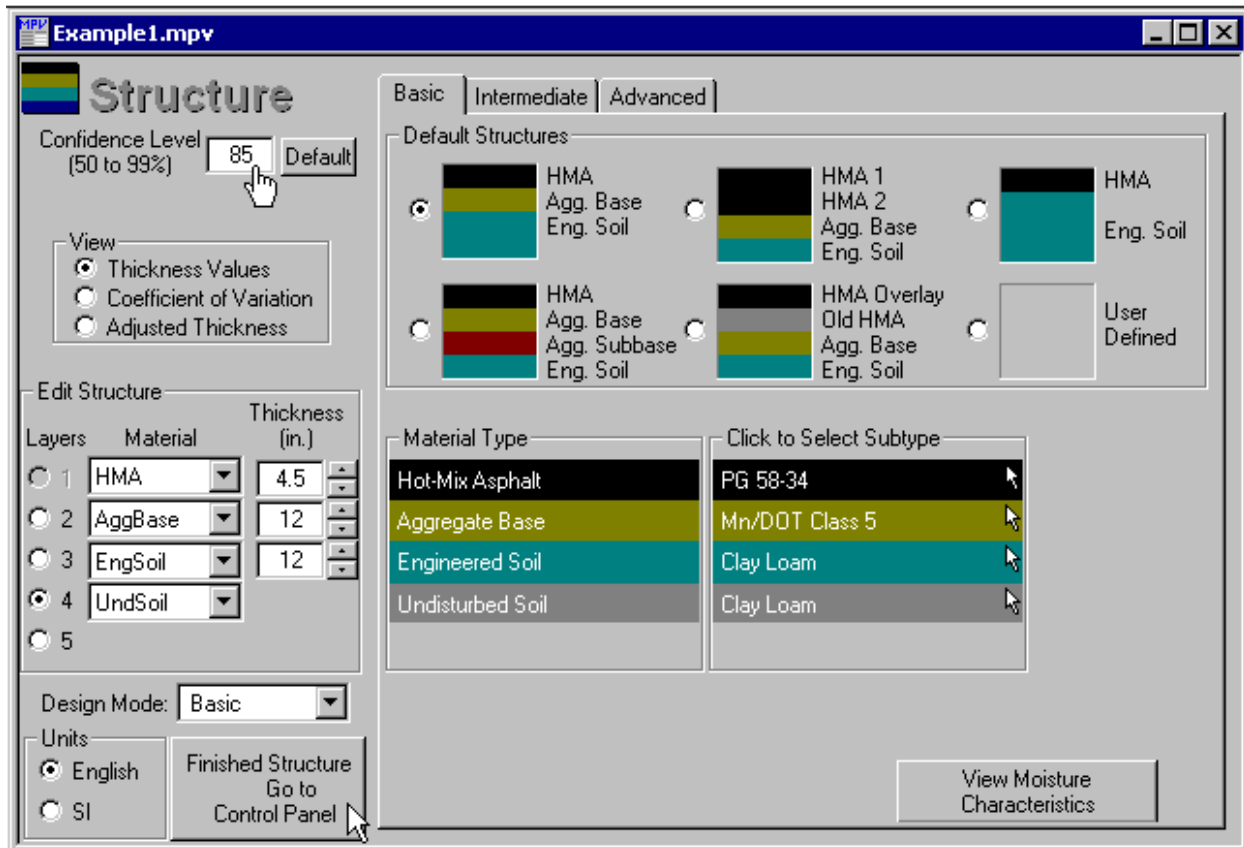 MPV Example1.mpv
Structure
Confidence Level
(50 to 99%)
85
Default
View
Thickness Values
Coefficient of Variation
Adjusted Thickness
Edit Structure
Thickness
Layers Material (in.)
1 HMA 4.5
2 AggBase 12
3 EngSoil 12
4 UndSoil
5
Design Mode: Basic
Units
English
SI
Finished Structure
Go to
Control Panel
Basic Intermediate Advanced
Default Structures
HMA
Agg. Base
Eng. Soil
HMA 1
HMA 2
Agg. Base
Eng. Soil
HMA
Eng. Soil
HMA
Agg. Base
Agg. Subbase
Eng. Soil
HMA Overlay
Old HMA
Agg. Base
Eng. Soil
User
Defined
Material Type
Click to Select Subtype
Hot-Mix Asphalt
PG 58-34
Aggregate Base
Mn/DOT Class 5
Engineered Soil
Clay Loam
Undisturbed Soil
Clay Loam
View Moisture
Characteristics